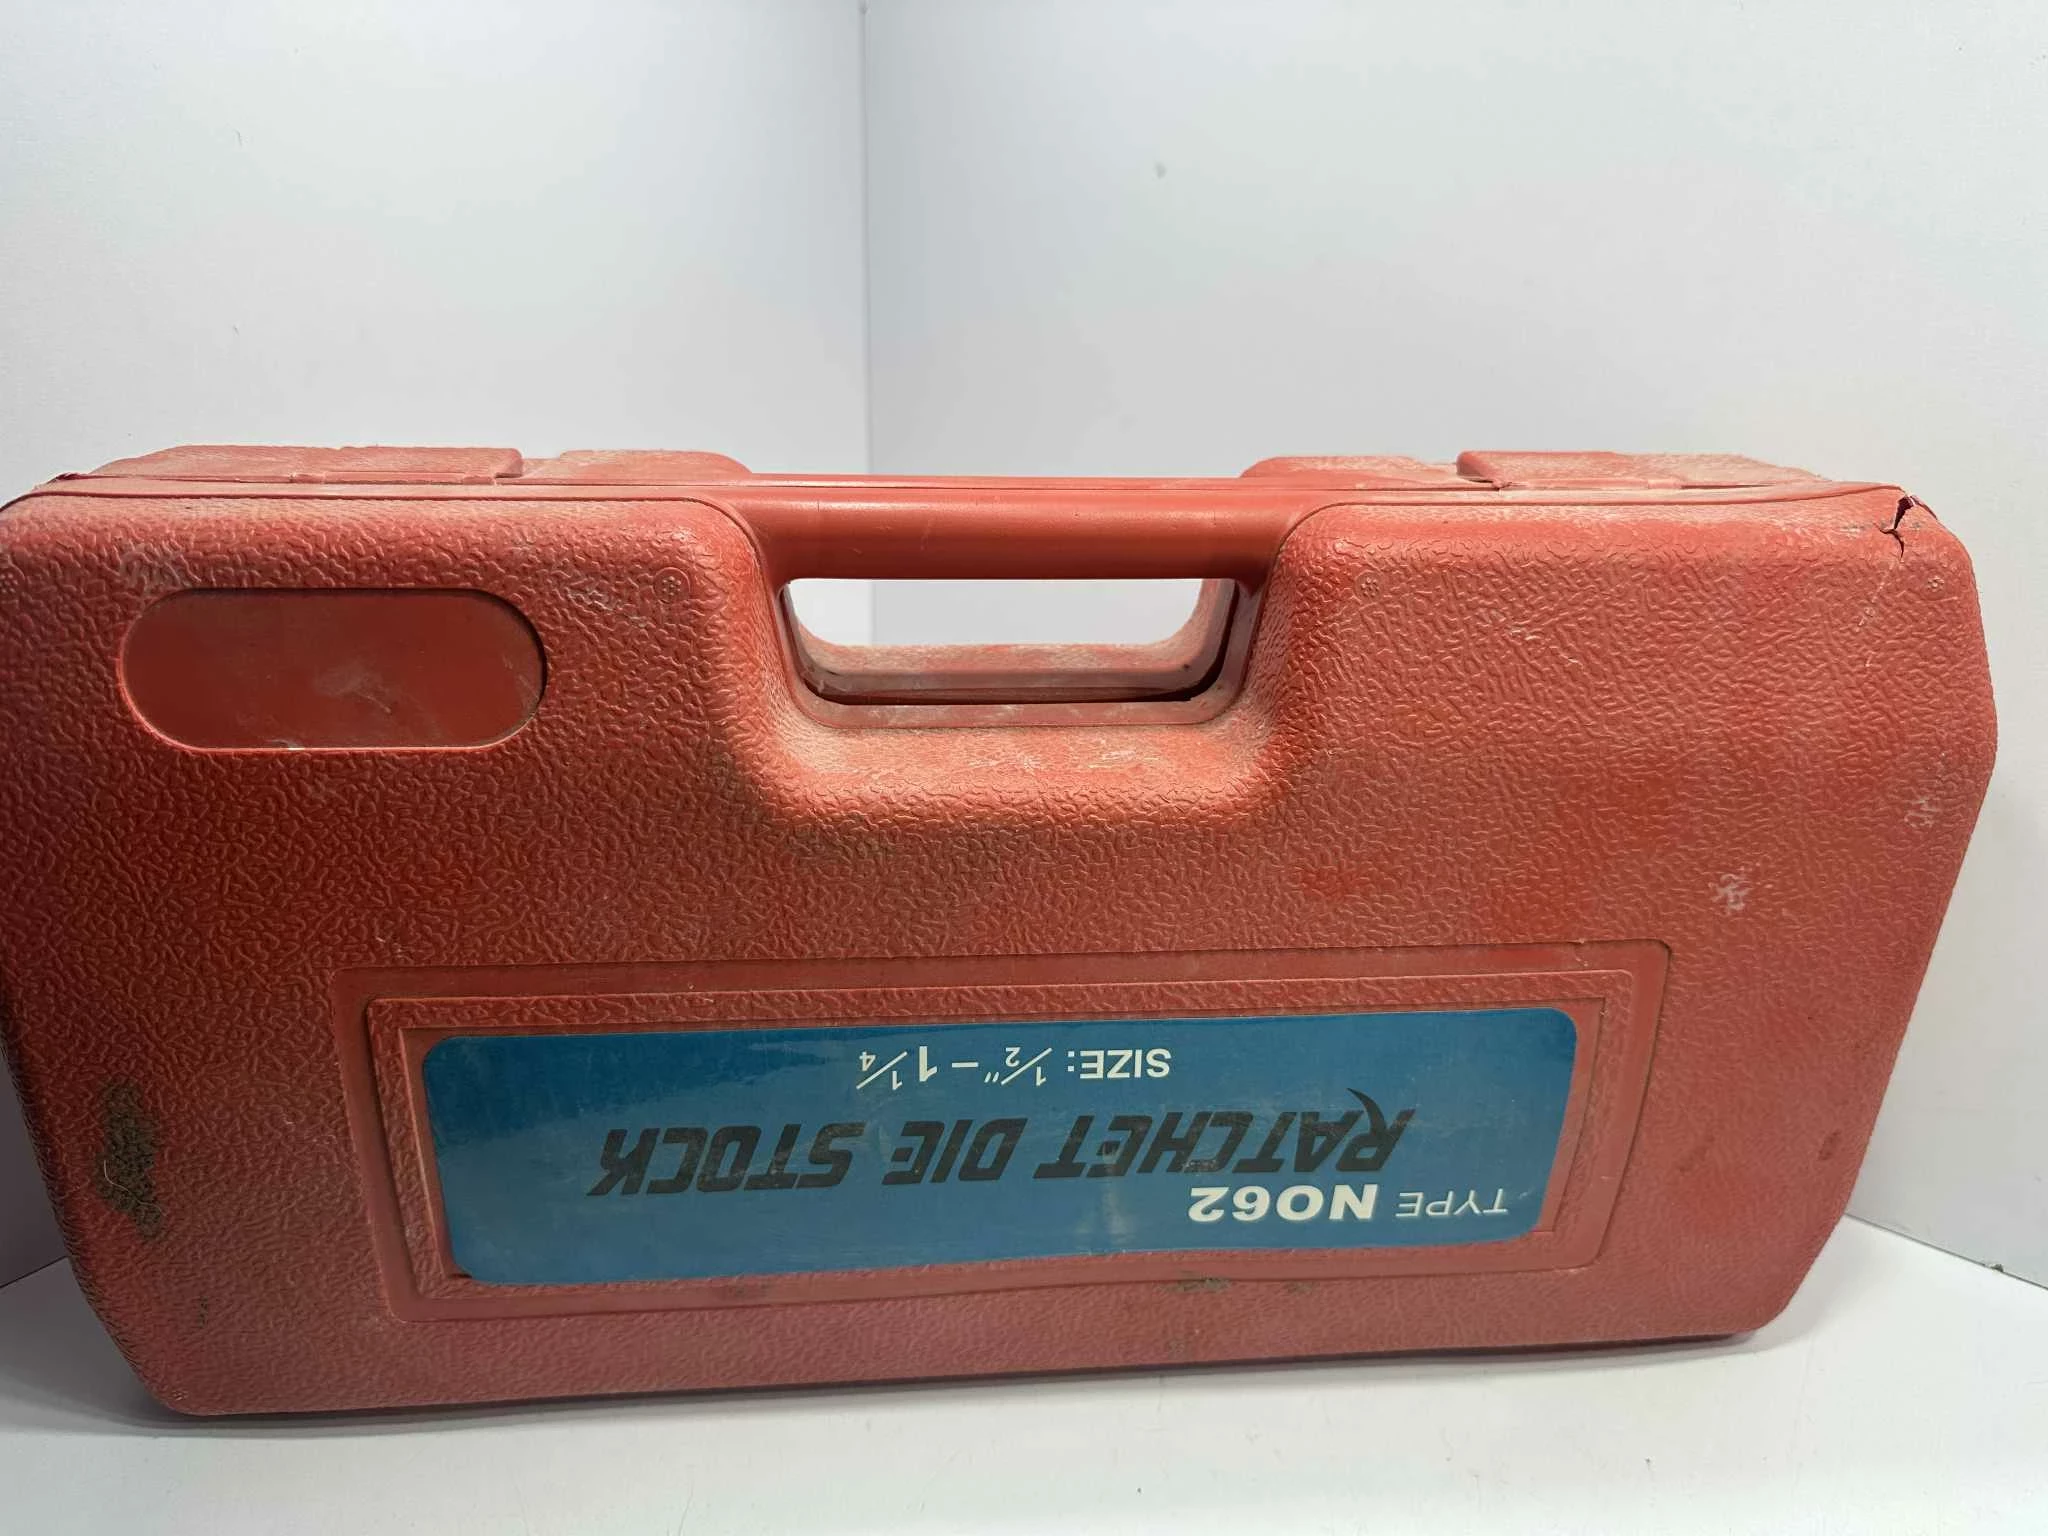 TYPE NO62
RATCHET DIE STOCK
SIZE: 1/2"-1 1/4